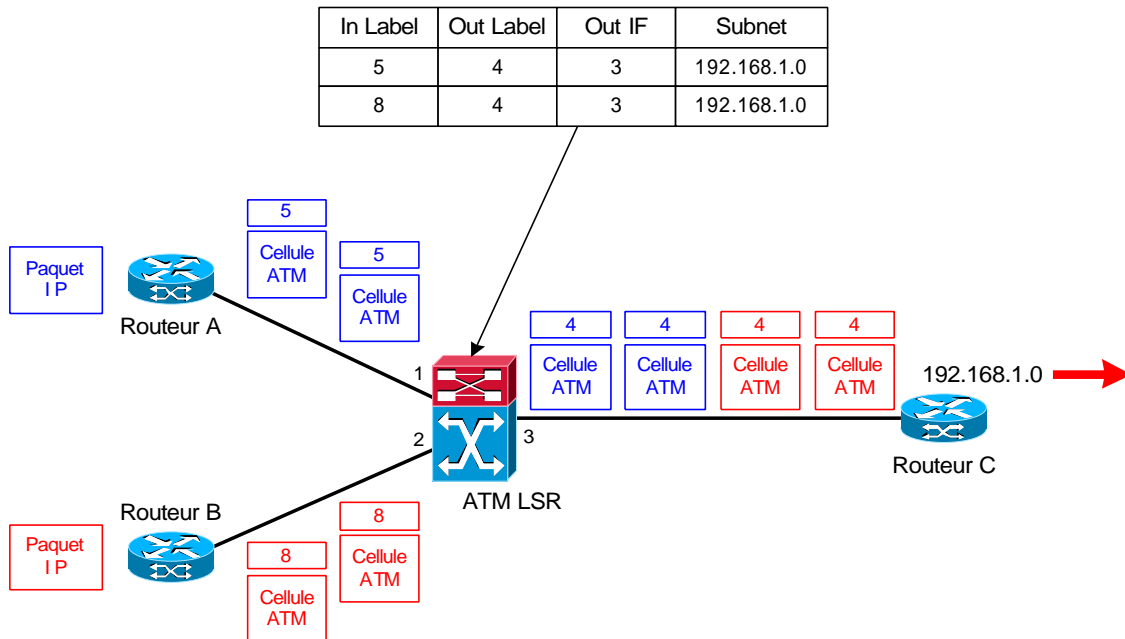 In Label Out Label Out IF Subnet
5 4 3 192.168.1.0
8 4 3 192.168.1.0
5
Cellule
ATM
5
Cellule
ATM
Paquet
IP
Routeur A
4 4 4 4
Cellule Cellule Cellule Cellule
ATM ATM ATM ATM
1
192.168.1.0
2
3
Routeur C
ATM LSR
Routeur B
8
Cellule
ATM
8
Cellule
ATM
Paquet
IP